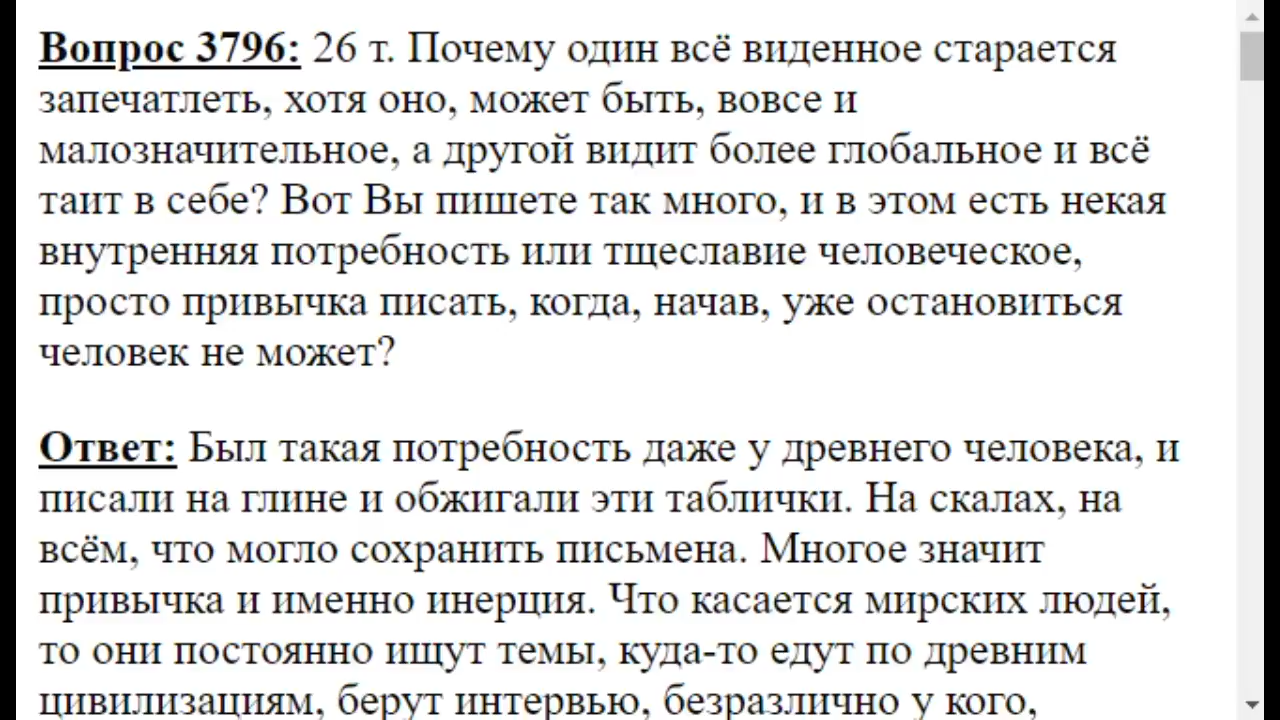 Вопрос 3796: 26 т. Почему один всё виденное старается
запечатлеть, хотя оно, может быть, вовсе и
малозначительное, а другой видит более глобальное и всё
таит в себе? Вот Вы пишете так много, и в этом есть некая
внутренняя потребность или тщеславие человеческое,
просто привычка писать, когда, начав, уже остановиться
человек не может?
Ответ: Был такая потребность даже у древнего человека, и
писали на глине и обжигали эти таблички. На скалах, на
всём, что могло сохранить письмена. Многое значит
привычка и именно инерция. Что касается мирских людей,
то они постоянно ищут темы, куда-то едут по древним
цивилизациям, берут интервью, безразлично у кого,